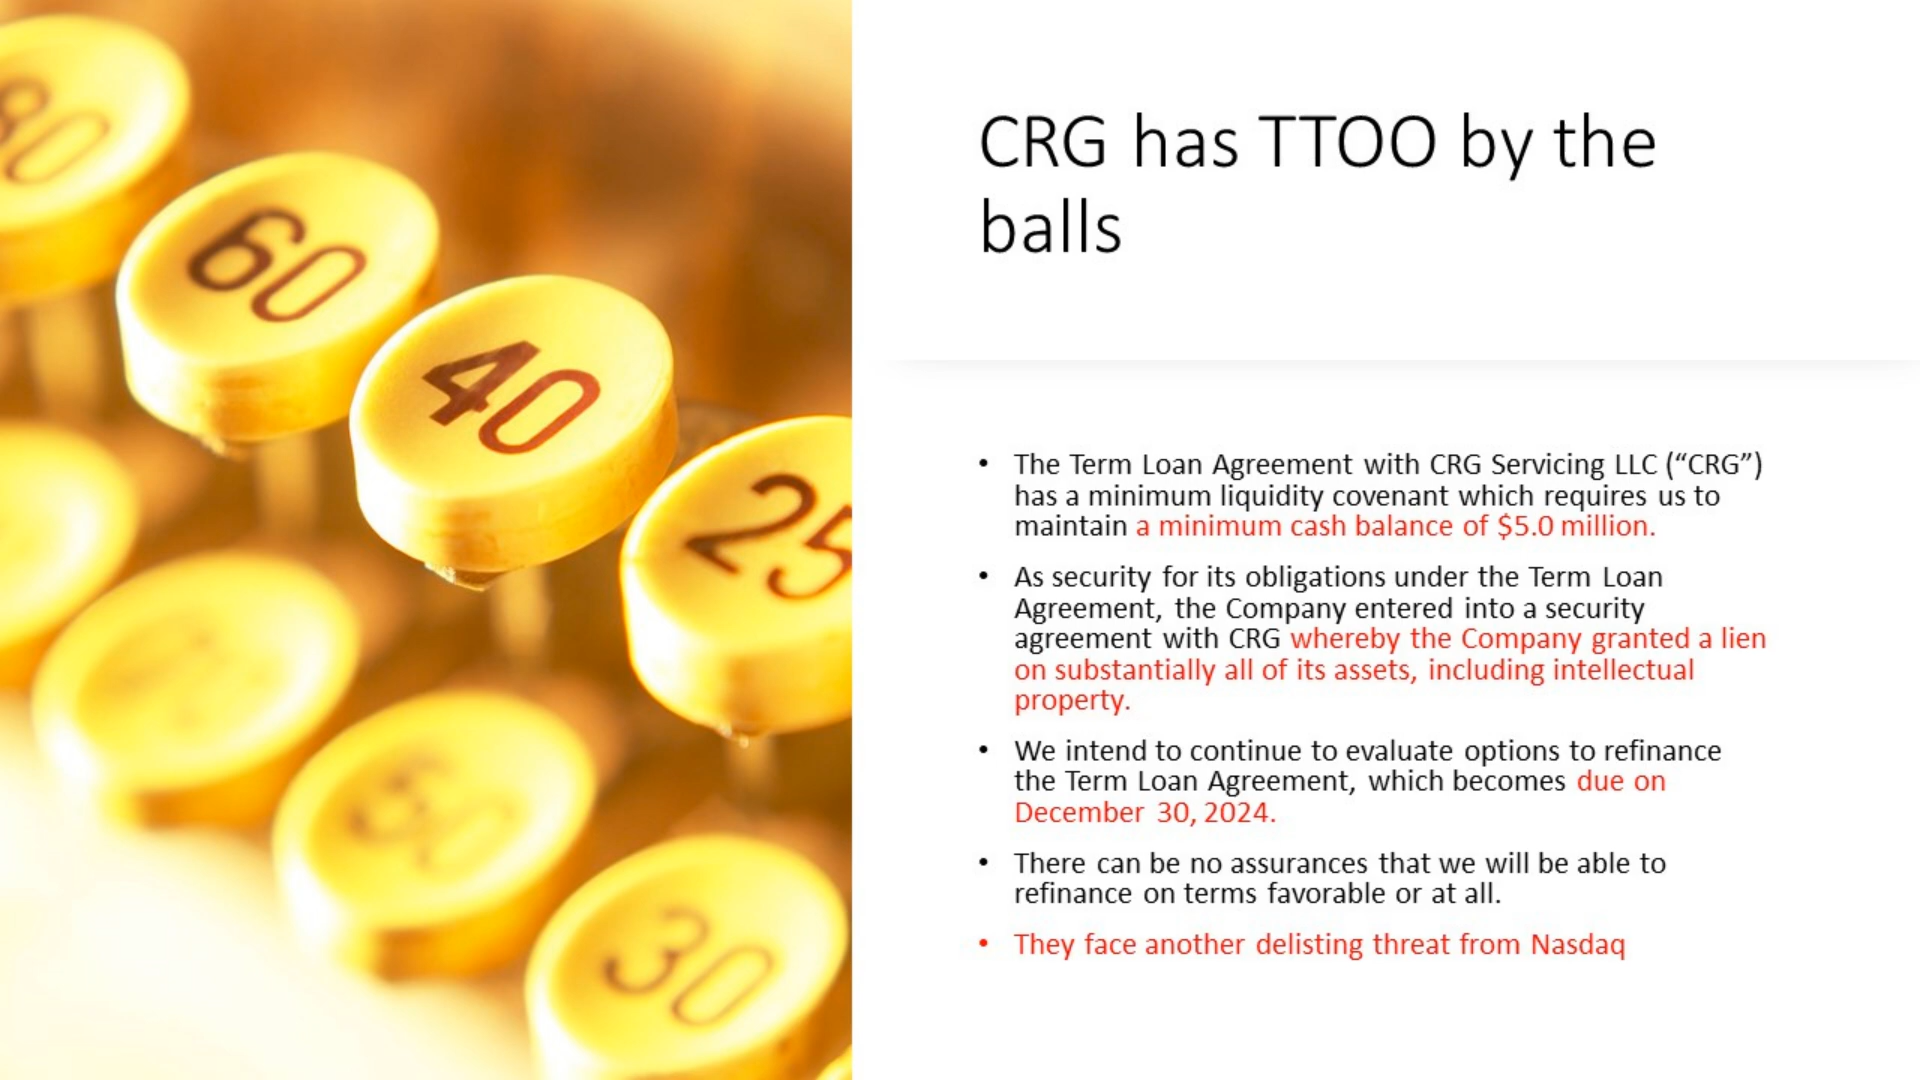 80
60
40
25
50
30
CRG has TTOO by the
balls
• The Term Loan Agreement with CRG Servicing LLC (“CRG”)
has a minimum liquidity covenant which requires us to
maintain a minimum cash balance of $5.0 million.
• As security for its obligations under the Term Loan
Agreement, the Company entered into a security
agreement with CRG whereby the Company granted a lien
on substantially all of its assets, including intellectual
property.
• We intend to continue to evaluate options to refinance
the Term Loan Agreement, which becomes due on
December 30, 2024.
• There can be no assurances that we will be able to
refinance on terms favorable or at all.
• They face another delisting threat from Nasdaq